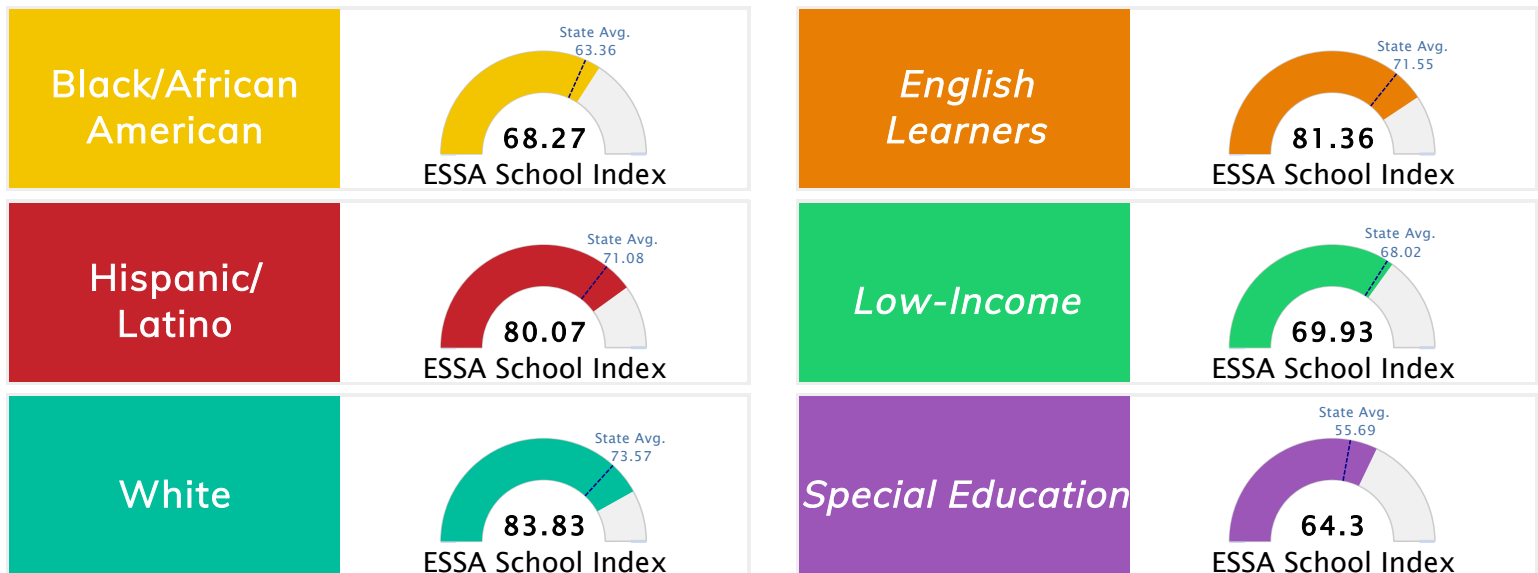 Black/African
American
State Avg.
63.36
68.27
ESSA School Index
English
Learners
State Avg.
71.55
81.36
ESSA School Index
Hispanic/
Latino
State Avg.
71.08
80.07
ESSA School Index
Low-Income
State Avg.
68.02
69.93
ESSA School Index
White
State Avg.
73.57
83.83
ESSA School Index
Special Education
State Avg.
55.69
64.3
ESSA School Index